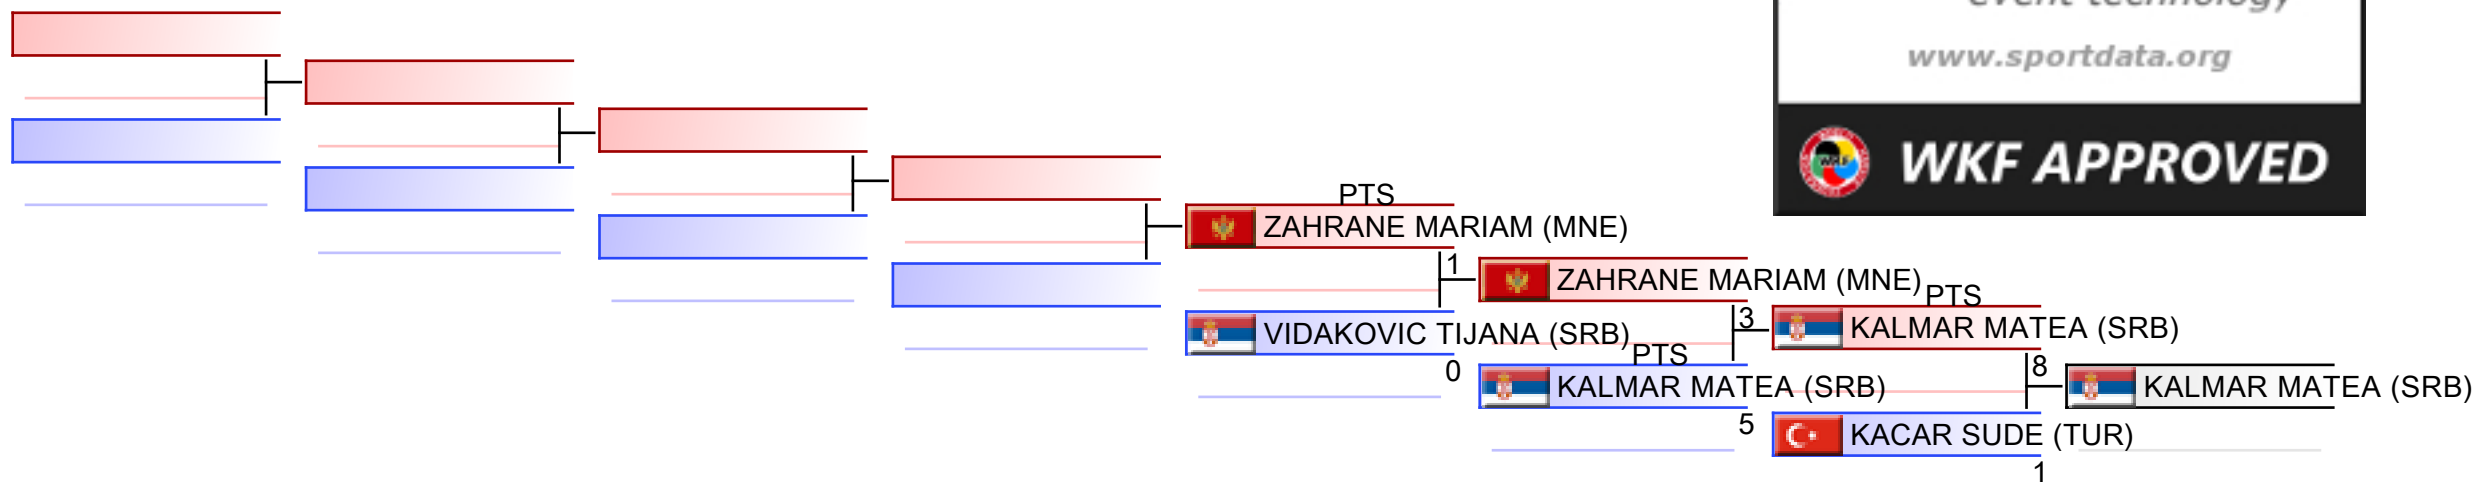 event technology
www.sportdata.org
WKF APPROVED
PTS
ZAHRANE MARIAM (MNE)
1
ZAHRANE MARIAM (MNE)
PTS
VIDAKOVIC TIJANA (SRB)
0
3
KALMAR MATEA (SRB)
PTS
KALMAR MATEA (SRB)
5
8
KALMAR MATEA (SRB)
KACAR SUDE (TUR)
1